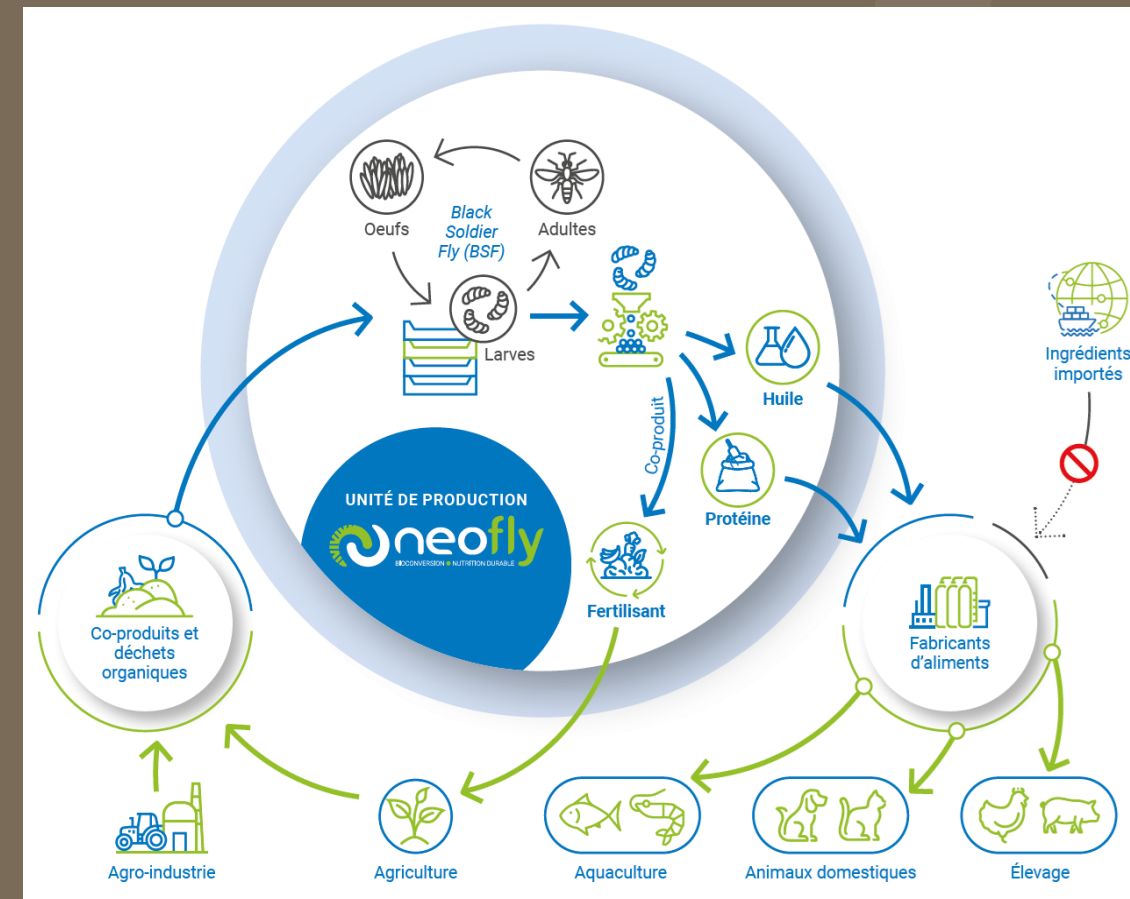 Oeufs
Adultes
Black
Soldier
Fly (BSF)
Larves
Huile
Co-produit
Protéine
Fertilisant
UNITÉ DE PRODUCTION
neofly
BIOCONVERSION NUTRITION DURABLE
Ingrédients
importés
Co-produits et
déchets
organiques
Fabricants
d'aliments
Agro-industrie
Agriculture
Aquaculture
Animaux domestiques
Élevage